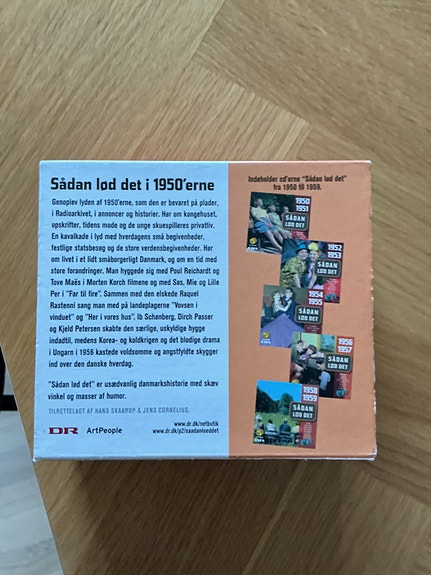 Sådan lød det i 1950'erne
Genoplev lyden af 1950'erne, som den er bevaret på plader,
i Radioarkivet, i annoncer og historier. Hør om kongehuset,
opskrifter, tidens mode og de unge skuespilleres privatliv.
En kavalkade i lyd med hverdagens små begivenheder,
festlige statsbesøg og de store verdensbegivenheder. Hør
om livet i et lidt småborgerligt Danmark, og om en tid med
store forandringer. Man hyggede sig med Poul Reichardt og
Tove Maës i Morten Korch filmene og med Søs, Mie og Lille
Per i "Far til fire". Sammen med den elskede Raquel
Rastenni sang man med på landeplagerne "Vovsen i
vinduet" og "Her i vores hus". Ib Schønberg, Dirch Passer
og Kjeld Petersen skabte den særlige, uskyldige hygge
indadtil, medens Korea- og koldkrigen og det blodige drama
i Ungarn i 1956 kastede voldsomme og angstfyldte skygger
ind over den danske hverdag.
"Sådan lød det" er usædvanlig danmarkshistorie med skæv
vinkel og masser af humor.
TILRETTELAGT AF HANS SKAARUP & JENS CORNELIUS.
DR
ArtPeople
www.dr.dk/netbutik
www.dr.dk/p2/saadanloeddet
Indeholder cd'erne "Sådan lød det"
fra 1950 til 1959.
1950
1951
SÅDAN
LØD DET
1952
1953
SÅDAN
LØD DET
1954
1955
SÅDAN
LØD DET
1956
1957
SÅDAN
LØD DET
1958
1959
SÅDAN
LØD DET